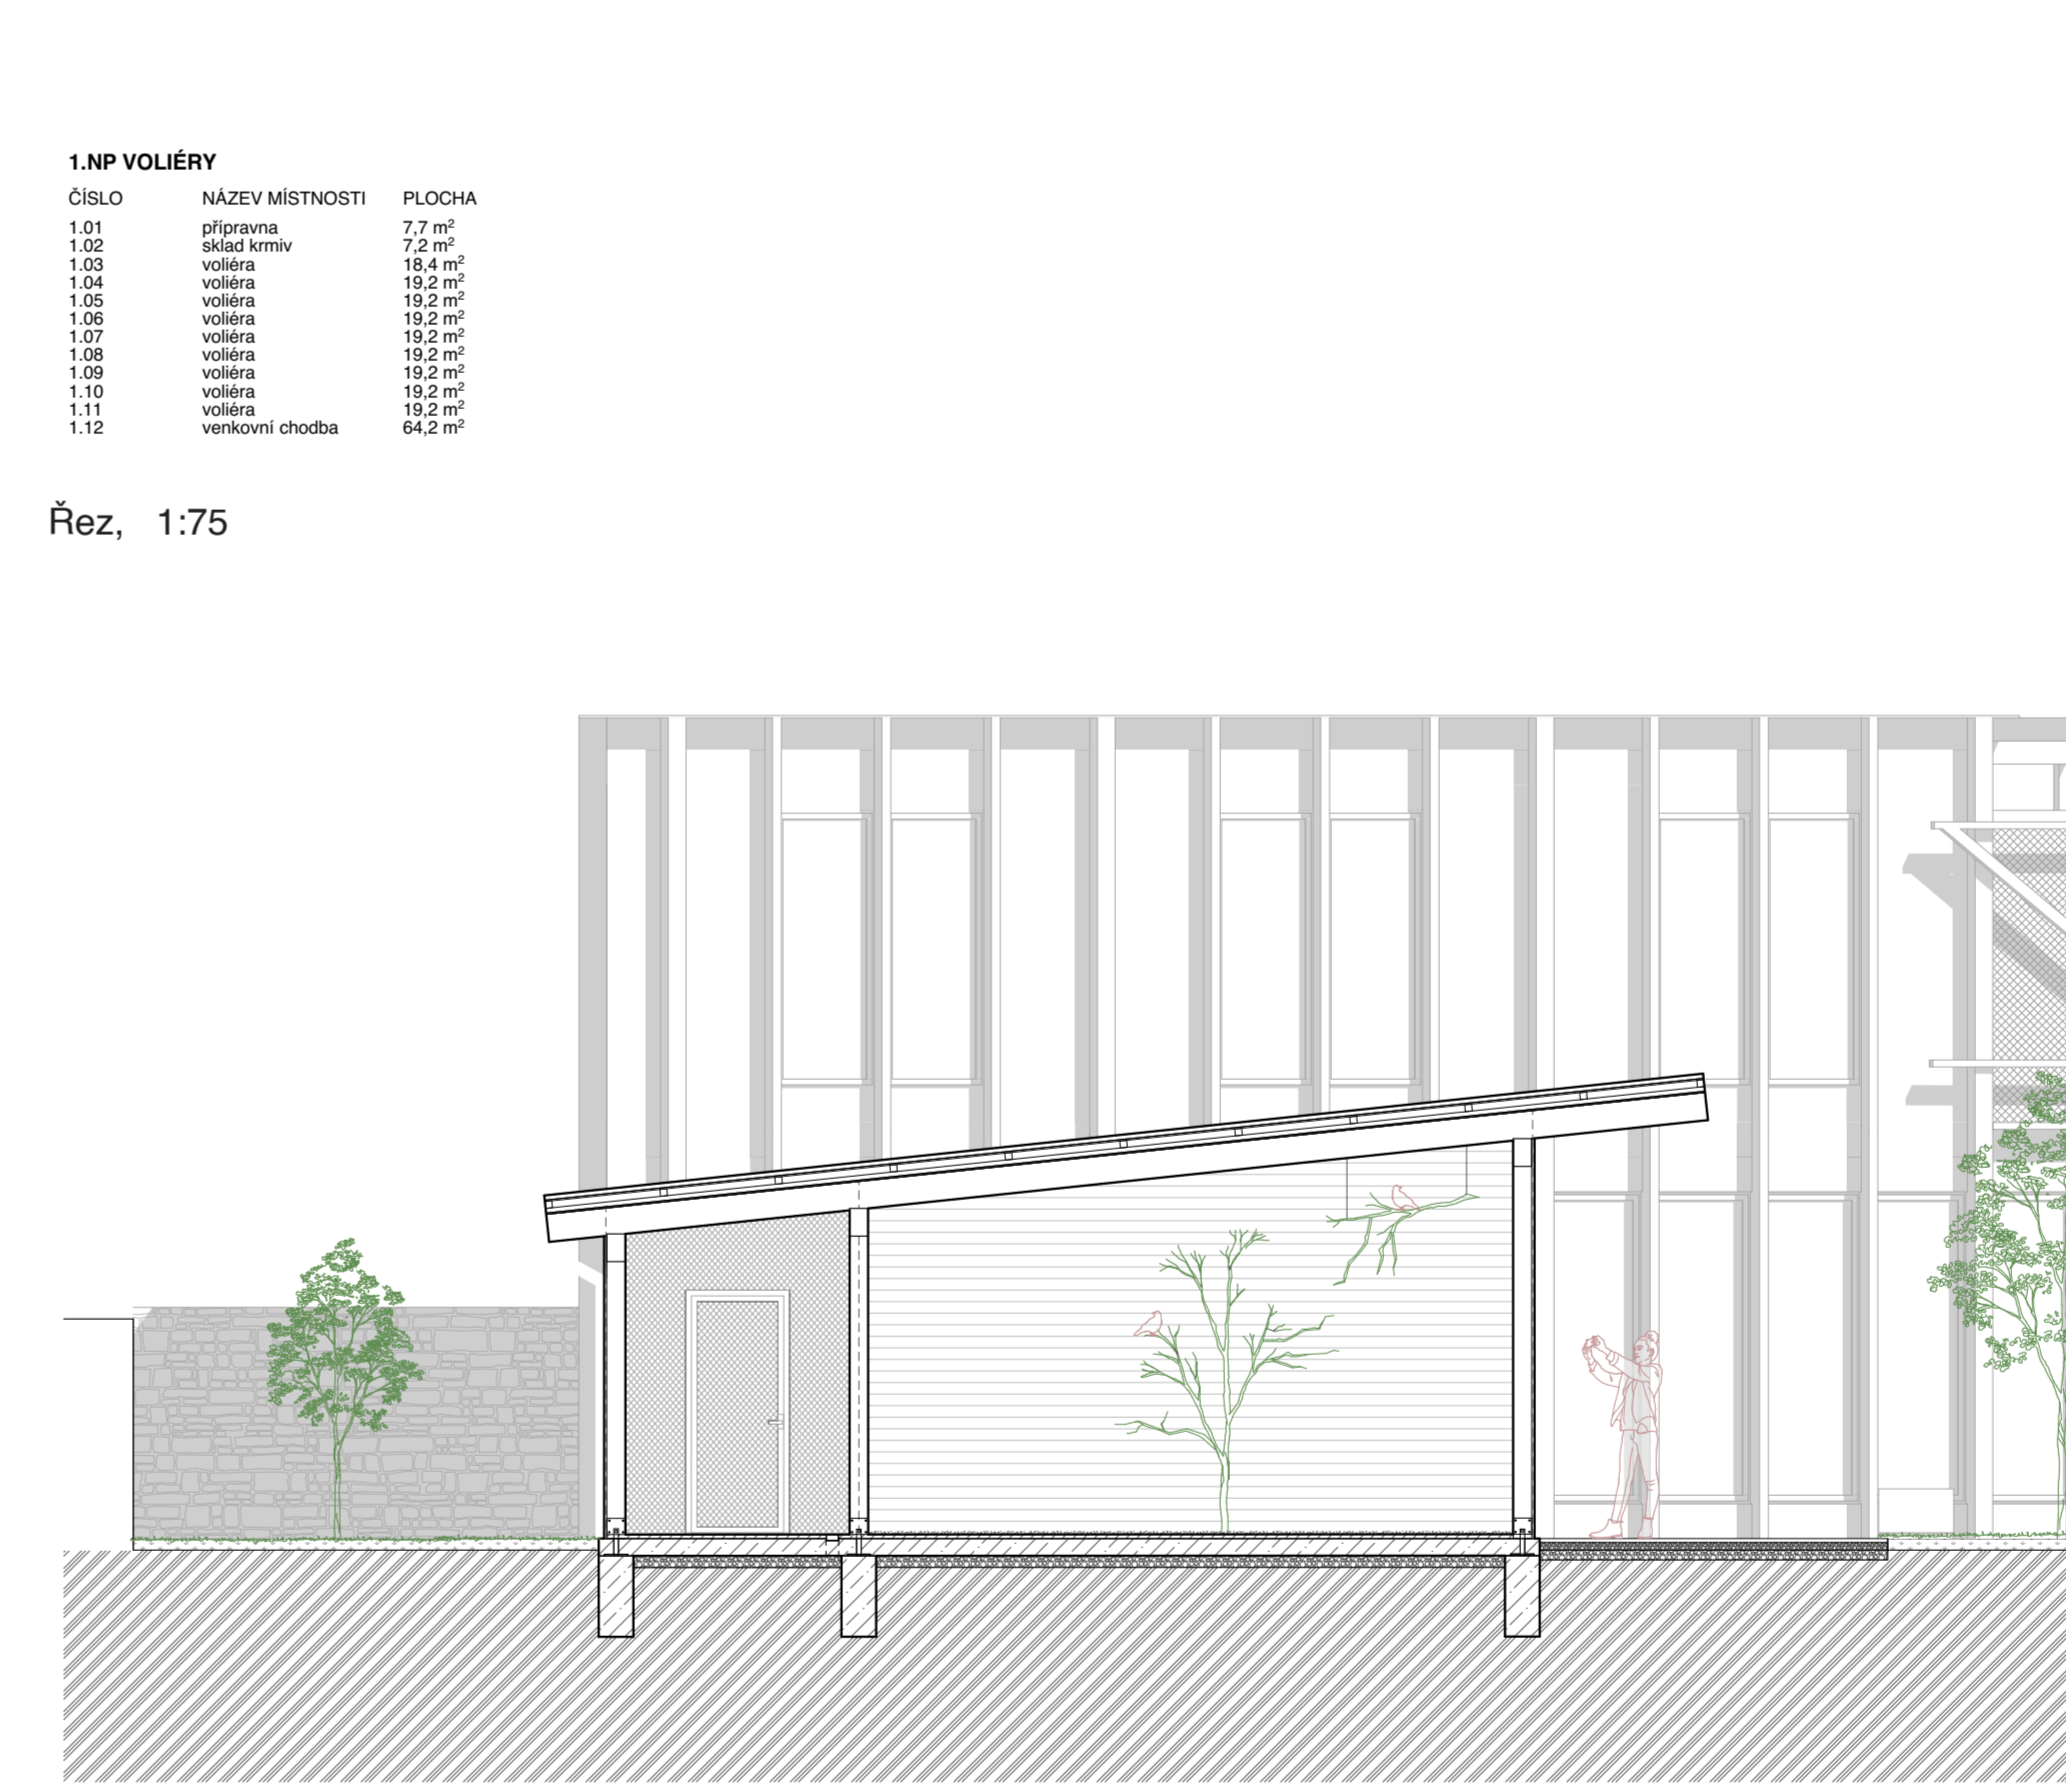 1.NP VOLIÉRY
ČÍSLO NÁZEV MÍSTNOSTI PLOCHA
1.01 přípravna 7,7 m²
1.02 sklad krmiv 7,2 m²
1.03 voliéra 18,4 m²
1.04 voliéra 19,2 m²
1.05 voliéra 19,2 m²
1.06 voliéra 19,2 m²
1.07 voliéra 19,2 m²
1.08 voliéra 19,2 m²
1.09 voliéra 19,2 m²
1.10 voliéra 19,2 m²
1.11 voliéra 19,2 m²
1.12 venkovní chodba 64,2 m²
Řez, 1:75